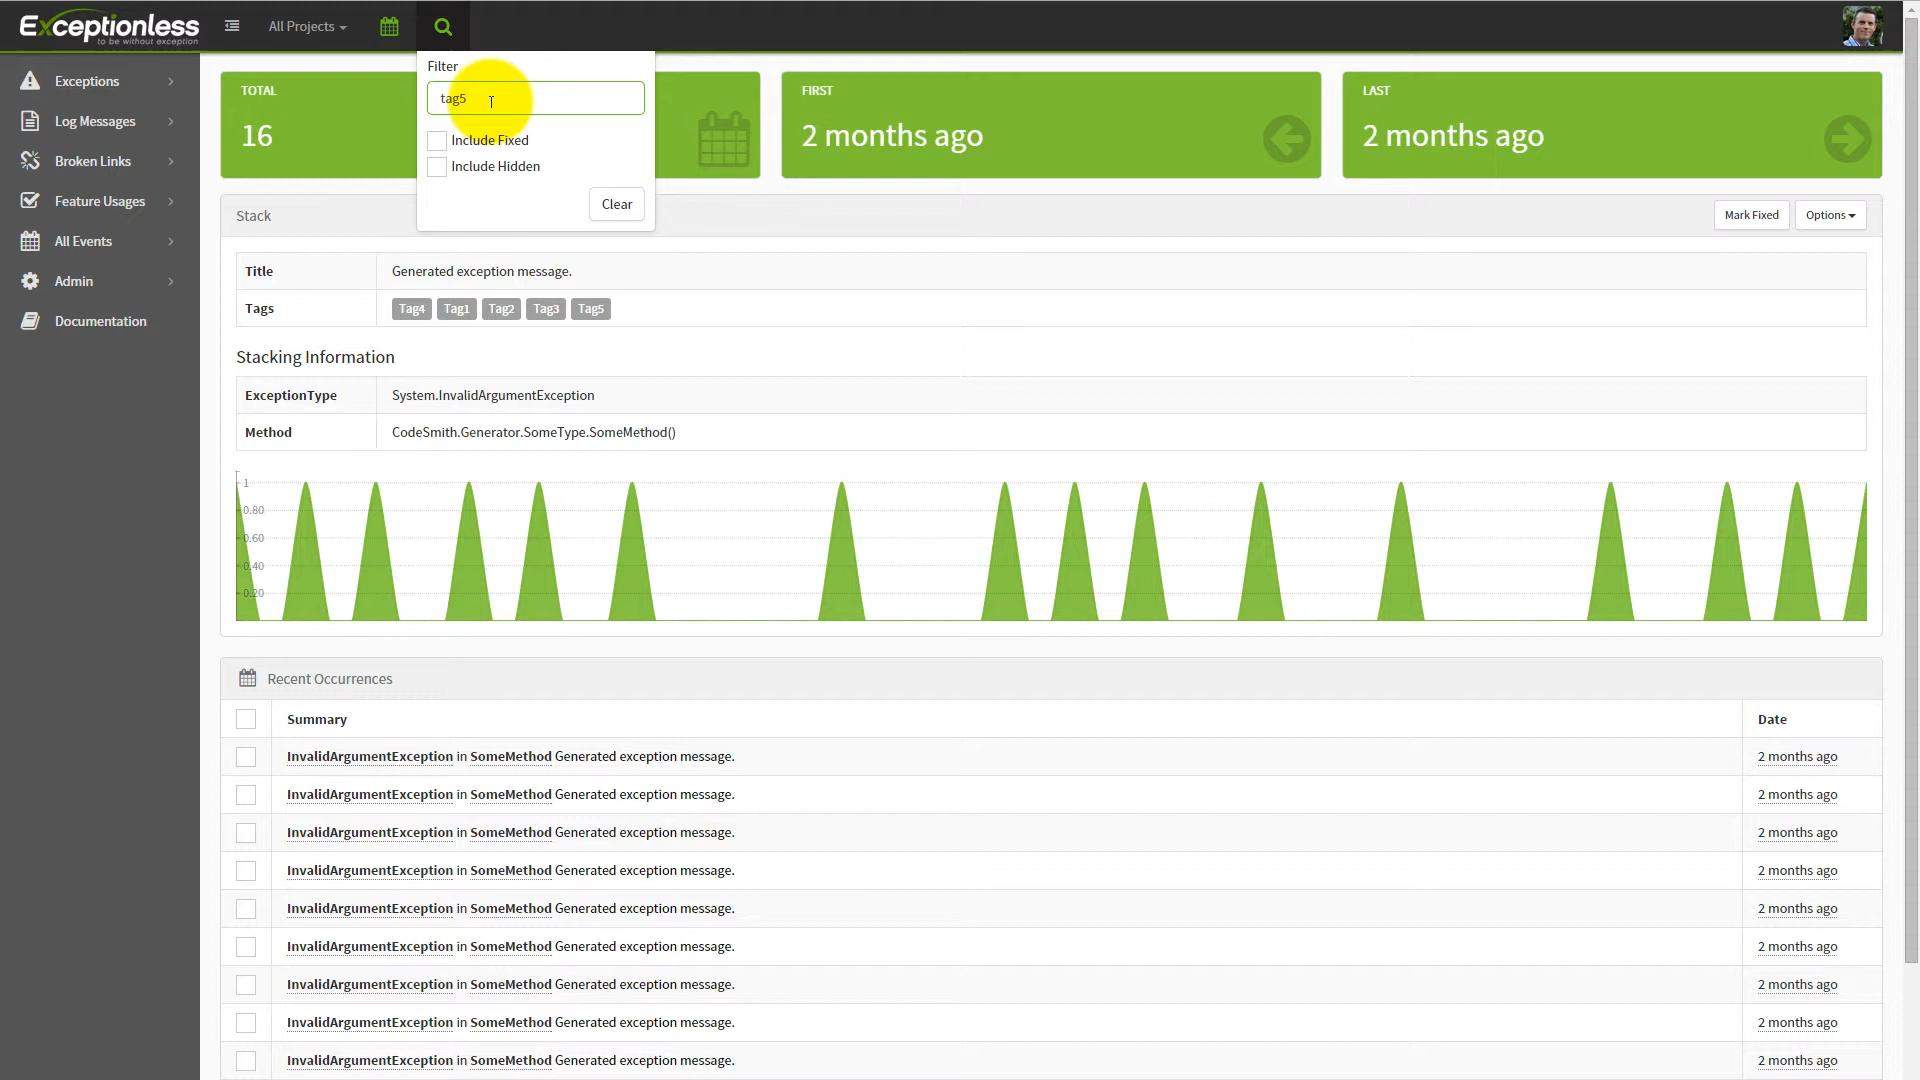 Exceptionless
to be without exception
All Projects
Exceptions
Log Messages
Broken Links
Feature Usages
All Events
Admin
Documentation
Filter
tag5
Include Fixed
Include Hidden
Clear
TOTAL
16
FIRST
2 months ago
LAST
2 months ago
Stack
Mark Fixed
Options
Title
Generated exception message.
Tags
Tag4 Tag1 Tag2 Tag3 Tag5
Stacking Information
ExceptionType
System.InvalidArgumentException
Method
CodeSmith.Generator.SomeType.SomeMethod()
1
0.80
0.60
0.40
0.20
Recent Occurrences
Summary
Date
InvalidArgumentException in SomeMethod Generated exception message.
2 months ago
InvalidArgumentException in SomeMethod Generated exception message.
2 months ago
InvalidArgumentException in SomeMethod Generated exception message.
2 months ago
InvalidArgumentException in SomeMethod Generated exception message.
2 months ago
InvalidArgumentException in SomeMethod Generated exception message.
2 months ago
InvalidArgumentException in SomeMethod Generated exception message.
2 months ago
InvalidArgumentException in SomeMethod Generated exception message.
2 months ago
InvalidArgumentException in SomeMethod Generated exception message.
2 months ago
InvalidArgumentException in SomeMethod Generated exception message.
2 months ago